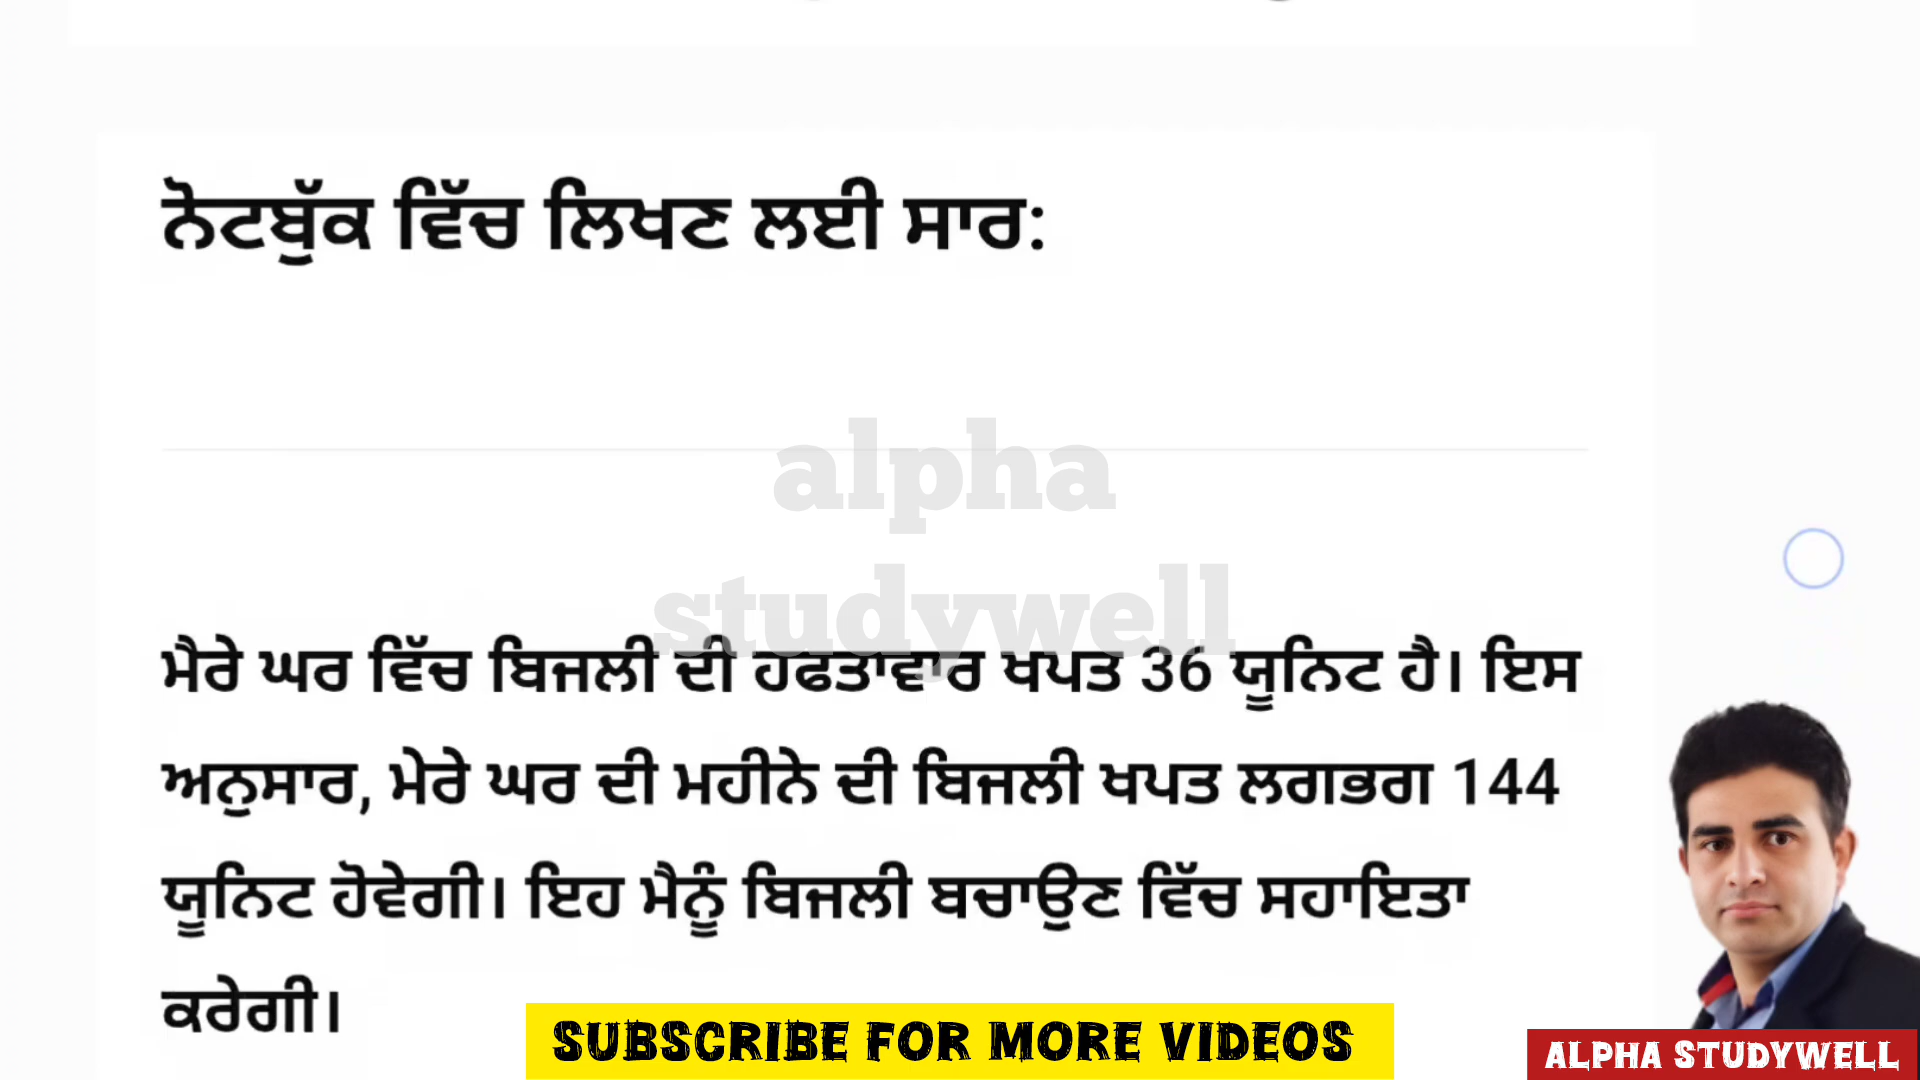 ਨੋਟਬੁੱਕ ਵਿੱਚ ਲਿਖਣ ਲਈ ਸਾਰ:
alpha
studywell
ਮੈਰੇ ਘਰ ਵਿੱਚ ਬਿਜਲੀ ਦੀ ਹਫਤਾਵਾਰ ਖਪਤ 36 ਯੂਨਿਟ ਹੈ। ਇਸ
ਅਨੁਸਾਰ, ਮੇਰੇ ਘਰ ਦੀ ਮਹੀਨੇ ਦੀ ਬਿਜਲੀ ਖਪਤ ਲਗਭਗ 144
ਯੂਨਿਟ ਹੋਵੇਗੀ। ਇਹ ਮੈਨੂੰ ਬਿਜਲੀ ਬਚਾਉਣ ਵਿੱਚ ਸਹਾਇਤਾ
ਕਰੇਗੀ।
SUBSCRIBE FOR MORE VIDEOS
ALPHA STUDYWELL